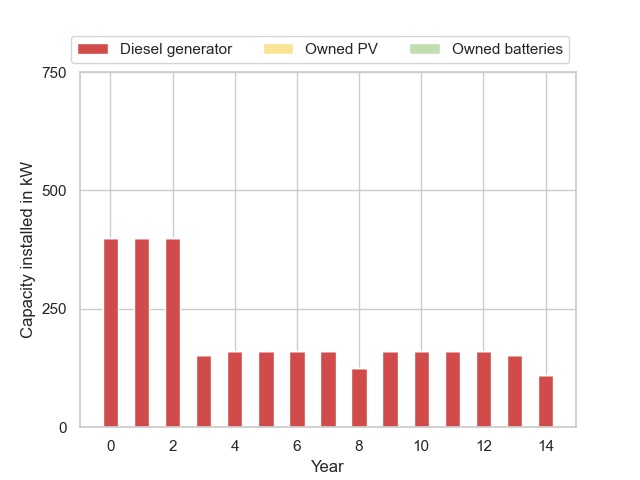 Diesel generator Owned PV Owned batteries
750
500
250
0
Capacity installed in kW
0 2 4 6 8 10 12 14
Year